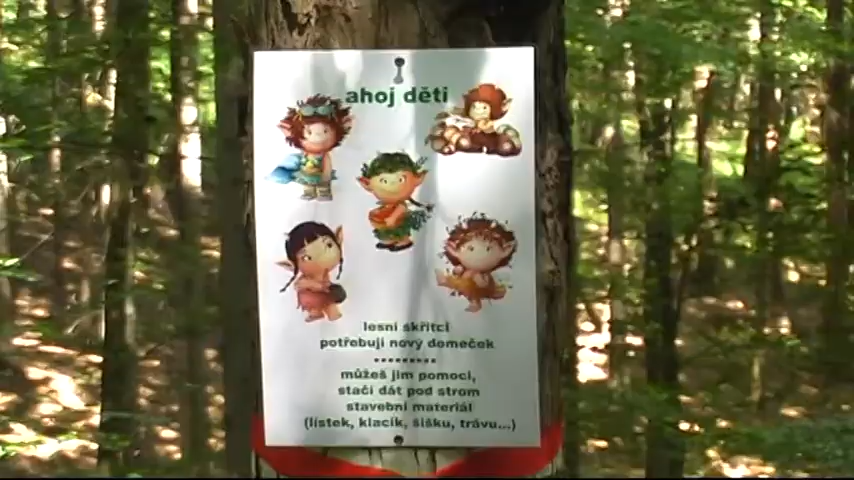 ahoj děti
lesní skřítci
potřebují nový domeček
•••••••••
můžeš jim pomoci,
stačí dát pod strom
stavební materiál
(lístek, klacík, šišku, trávu...)